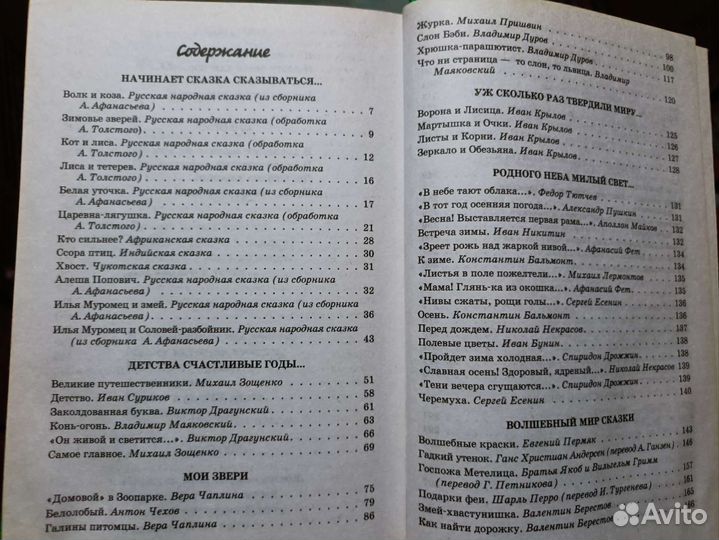 Содержание
НАЧИНАЕТ СКАЗКА СКАЗЫВАТЬСЯ...
Волк и коза. Русская народная сказка (из сборника
А. Афанасьева) . . . 7
Зимовье зверей. Русская народная сказка (обработка
А. Толстого) . . . 9
Кот и лиса. Русская народная сказка (обработка
А. Толстого) . . . 12
Лиса и тетерев. Русская народная сказка (обработка
А. Толстого) . . . 16
Белая уточка. Русская народная сказка (из сборника
А. Афанасьева) . . . 17
Царевна-лягушка. Русская народная сказка (обработка
А. Толстого) . . . 21
Кто сильнее? Африканская сказка . . . 28
Ссора птиц. Индийская сказка . . . 30
Хвост. Чукотская сказка . . . 31
Алеша Попович. Русская народная сказка (из сборника
А. Афанасьева) . . . 32
Илья Муромец и змей. Русская народная сказка (из сборника
А. Афанасьева) . . . 36
Илья Муромец и Соловей-разбойник. Русская народная сказка
(из сборника А. Афанасьева) . . . 43
ДЕТСТВА СЧАСТЛИВЫЕ ГОДЫ...
Великие путешественники. Михаил Зощенко . . . 51
Детство. Иван Суриков . . . 58
Заколдованная буква. Виктор Драгунский . . . 61
Конь-огонь. Владимир Маяковский . . . 63
«Он живой и светится...». Виктор Драгунский . . . 66
Самое главное. Михаил Зощенко . . . 69
МОИ ЗВЕРИ
«Домовой» в Зоопарке. Вера Чаплина . . . 75
Белолобый. Антон Чехов . . . 79
Галины питомцы. Вера Чаплина . . . 86
Журка. Михаил Пришвин . . . 98
Слон Бэби. Владимир Дуров . . . 100
Хрюшка-парашютист. Владимир Дуров . . . 117
Что ни страница — то слон, то львица. Владимир
Маяковский . . . 120
УЖ СКОЛЬКО РАЗ ТВЕРДИЛИ МИРУ...
Ворона и Лисица. Иван Крылов . . . 125
Мартышка и Очки. Иван Крылов . . . 126
Листы и Корни. Иван Крылов . . . 127
Зеркало и Обезьяна. Иван Крылов . . . 128
РОДНОГО НЕБА МИЛЫЙ СВЕТ...
«В небе тают облака...». Федор Тютчев . . . 131
«В тот год осенняя погода...». Александр Пушкин . . . 131
«Весна! Выставляется первая рама...». Аполлон Майков . . . 132
Встреча зимы. Иван Никитин . . . 132
«Зреет рожь над жаркой нивой...». Афанасий Фет . . . 134
К зиме. Константин Бальмонт . . . 134
«Листья в поле пожелтели...». Михаил Лермонтов . . . 135
«Мама! Глянь-ка из окошка...». Афанасий Фет . . . 135
«Нивы сжаты, рощи голы...». Сергей Есенин . . . 136
Осень. Константин Бальмонт . . . 136
Перед дождем. Николай Некрасов . . . 137
Полевые цветы. Иван Бунин . . . 137
«Пройдет зима холодная...». Спиридон Дрожжин . . . 138
«Славная осень! Здоровый, ядреный...». Николай Некрасов . . . 138
«Тени вечера сгущаются...». Спиридон Дрожжин . . . 139
Черемуха. Сергей Есенин . . . 140
ВОЛШЕБНЫЙ МИР СКАЗКИ
Волшебные краски. Евгений Пермяк . . . 143
Гадкий утенок. Ганс Христиан Андерсен (перевод А. Ганзен) . . . 146
Госпожа Метелица. Братья Якоб и Вильгельм Гримм
(перевод Г. Петникова) . . . 157
Подарки феи. Шарль Перро (перевод И. Тургенева) . . . 161
Змей-хвастунишка. Валентин Берестов . . . 165
Как найти дорожку. Валентин Берестов
Avito